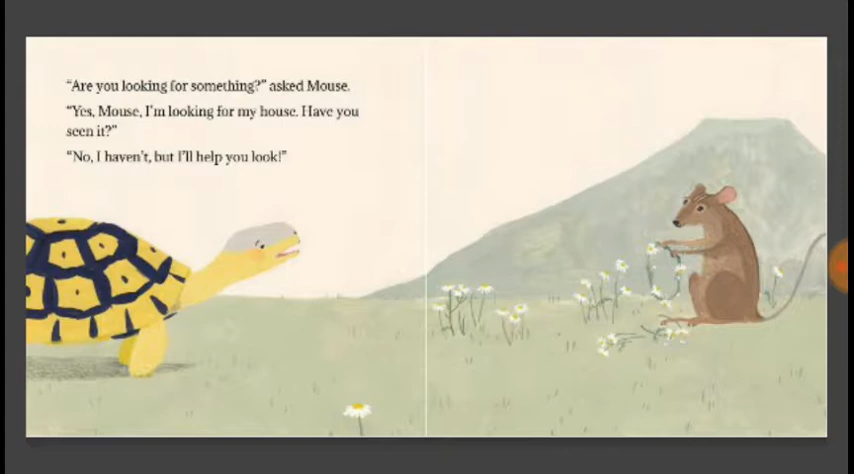 “Are you looking for something?” asked Mouse.
“Yes, Mouse, I’m looking for my house. Have you
seen it?”
“No, I haven’t, but I’ll help you look!”